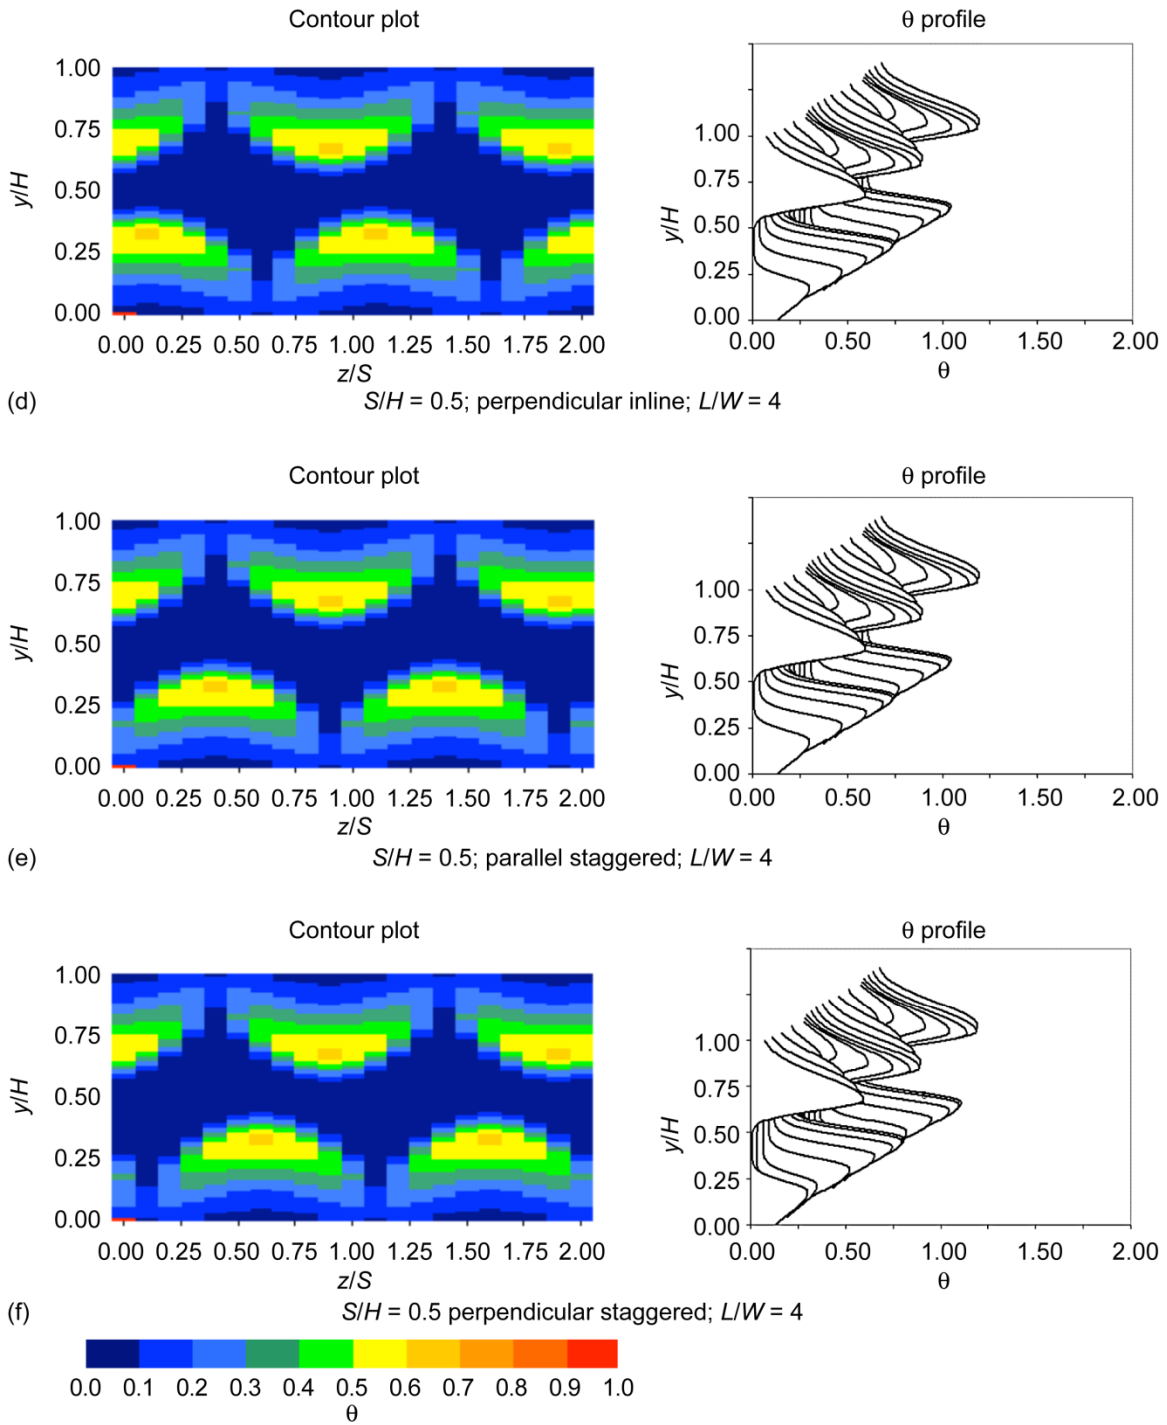 Contour plot
θ profile
1.00
0.75
0.50
0.25
0.00
y/H
0.00 0.25 0.50 0.75 1.00 1.25 1.50 1.75 2.00
z/S
1.00
0.75
0.50
0.25
0.00
y/H
0.00 0.50 1.00 1.50 2.00
θ
(d) S/H = 0.5; perpendicular inline; L/W = 4
Contour plot
θ profile
1.00
0.75
0.50
0.25
0.00
y/H
0.00 0.25 0.50 0.75 1.00 1.25 1.50 1.75 2.00
z/S
1.00
0.75
0.50
0.25
0.00
y/H
0.00 0.50 1.00 1.50 2.00
θ
(e) S/H = 0.5; parallel staggered; L/W = 4
Contour plot
θ profile
1.00
0.75
0.50
0.25
0.00
y/H
0.00 0.25 0.50 0.75 1.00 1.25 1.50 1.75 2.00
z/S
1.00
0.75
0.50
0.25
0.00
y/H
0.00 0.50 1.00 1.50 2.00
θ
(f) S/H = 0.5 perpendicular staggered; L/W = 4
0.0 0.1 0.2 0.3 0.4 0.5 0.6 0.7 0.8 0.9 1.0
θ